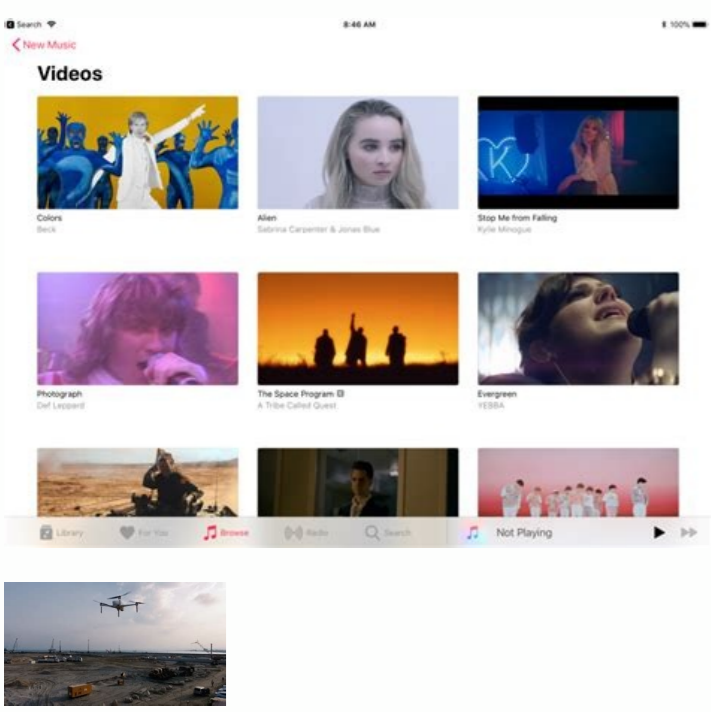 Search 8:46 AM 100%
New Music
Videos
K
Colors Alien Stop Me from Falling
Beck Sabrina Carpenter & Jonas Blue Kylie Minogue
Photograph The Space Program E Evergreen
Def Leppard A Tribe Called Quest YEBBA
Library For You Browse Radio Search Not Playing